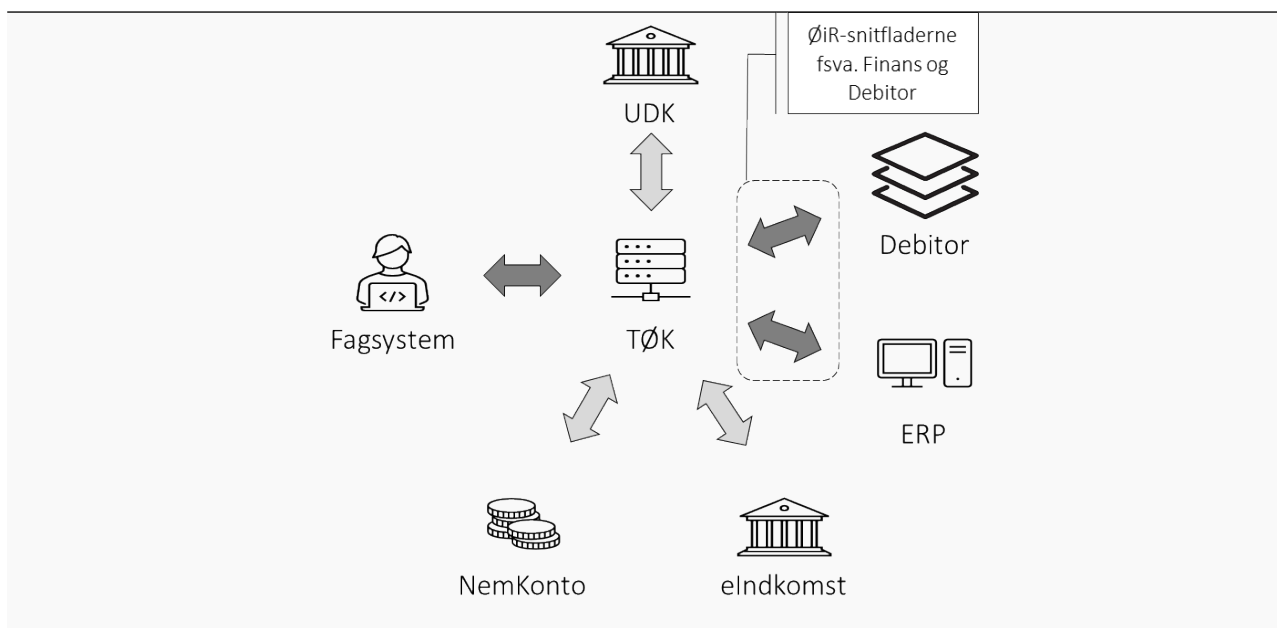 ØiR-snitfladerne
fsva. Finans og
Debitor
UDK
Debitor
Fagsystem
TØK
ERP
NemKonto
eIndkomst